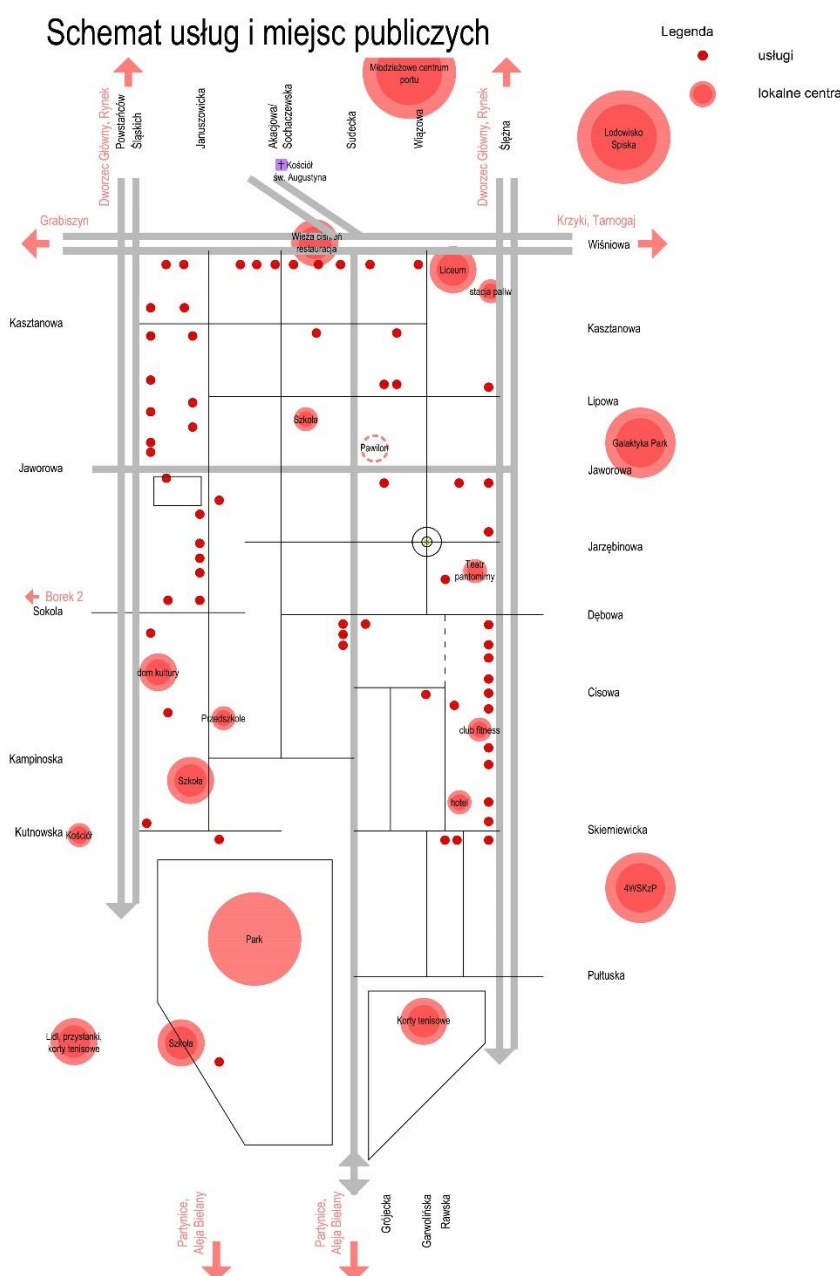 Schemat usług i miejsc publicznych
Legenda
usługi
lokalne centra
Młodzieżowe centrum
portu
Lodowisko
Spiska
Dworzec Główny, Rynek
Powstańców
Śląskich
Januszowicka
Akacjowa/
Sochaczewska
Sudecka
Wiązowa
Dworzec Główny, Rynek
Ślężna
Kościół
św. Augustyna
Grabiszyn
Krzyki, Tarnogaj
Wieża ciśnień
restauracja
Wiśniowa
Liceum
stacja paliw
Kasztanowa
Kasztanowa
Lipowa
Szkoła
Pawilon
Galaktyka Park
Jaworowa
Jaworowa
Jarzębinowa
Teatr
pantomimy
Borek 2
Sokola
Dębowa
dom kultury
Cisowa
Przedszkole
club fitness
Kampinoska
Szkoła
hotel
Kutnowska
Kościół
Skierniewicka
4WSKzP
Park
Pułtuska
Korty tenisowe
Lidl, przystanki,
korty tenisowe
Szkoła
Partynice,
Aleja Bielany
Partynice,
Aleja Bielany
Grójecka
Garwolińska
Rawska